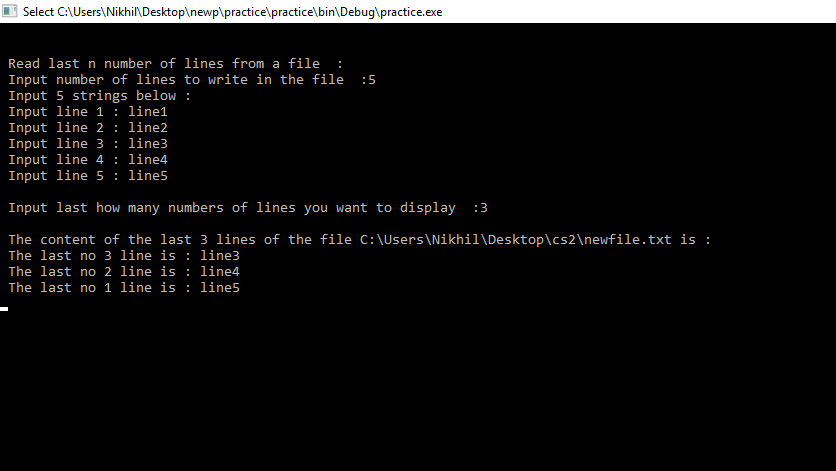 Select C:\Users\Nikhil\Desktop\newp\practice\practice\bin\Debug\practice.exe
Read last n number of lines from a file  :
Input number of lines to write in the file  :5
Input 5 strings below :
Input line 1 : line1
Input line 2 : line2
Input line 3 : line3
Input line 4 : line4
Input line 5 : line5
Input last how many numbers of lines you want to display  :3
The content of the last 3 lines of the file C:\Users\Nikhil\Desktop\cs2\newfile.txt is :
The last no 3 line is : line3
The last no 2 line is : line4
The last no 1 line is : line5